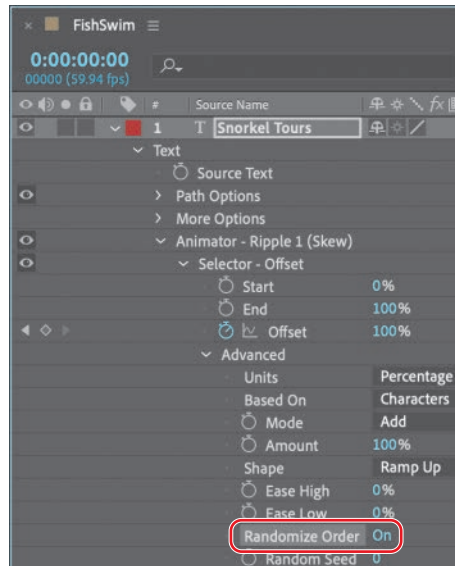 × FishSwim ≡
0:00:00:00
00000 (59.94 fps)
# Source Name fx
1 T Snorkel Tours
Text
Source Text
Path Options
More Options
Animator - Ripple 1 (Skew)
Selector - Offset
Start 0%
End 100%
Offset 100%
Advanced
Units Percentage
Based On Characters
Mode Add
Amount 100%
Shape Ramp Up
Ease High 0%
Ease Low 0%
Randomize Order On
Random Seed 0